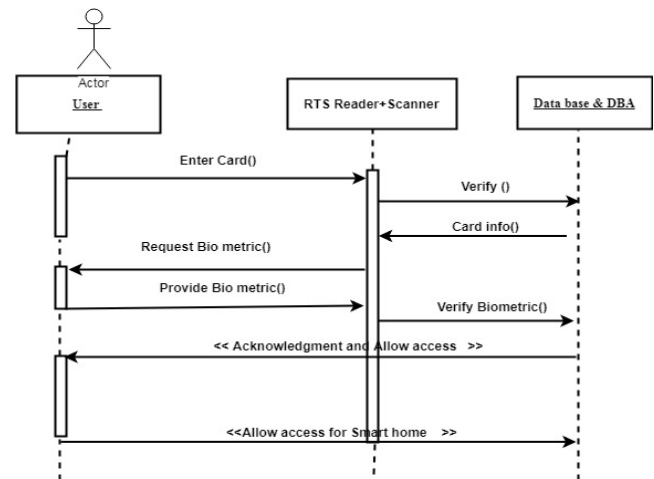 Actor
User
RTS Reader+Scanner
Data base & DBA
Enter Card()
Verify ()
Card info()
Request Bio metric()
Provide Bio metric()
Verify Biometric()
<< Acknowledgment and Allow access >>
<<Allow access for Smart home >>